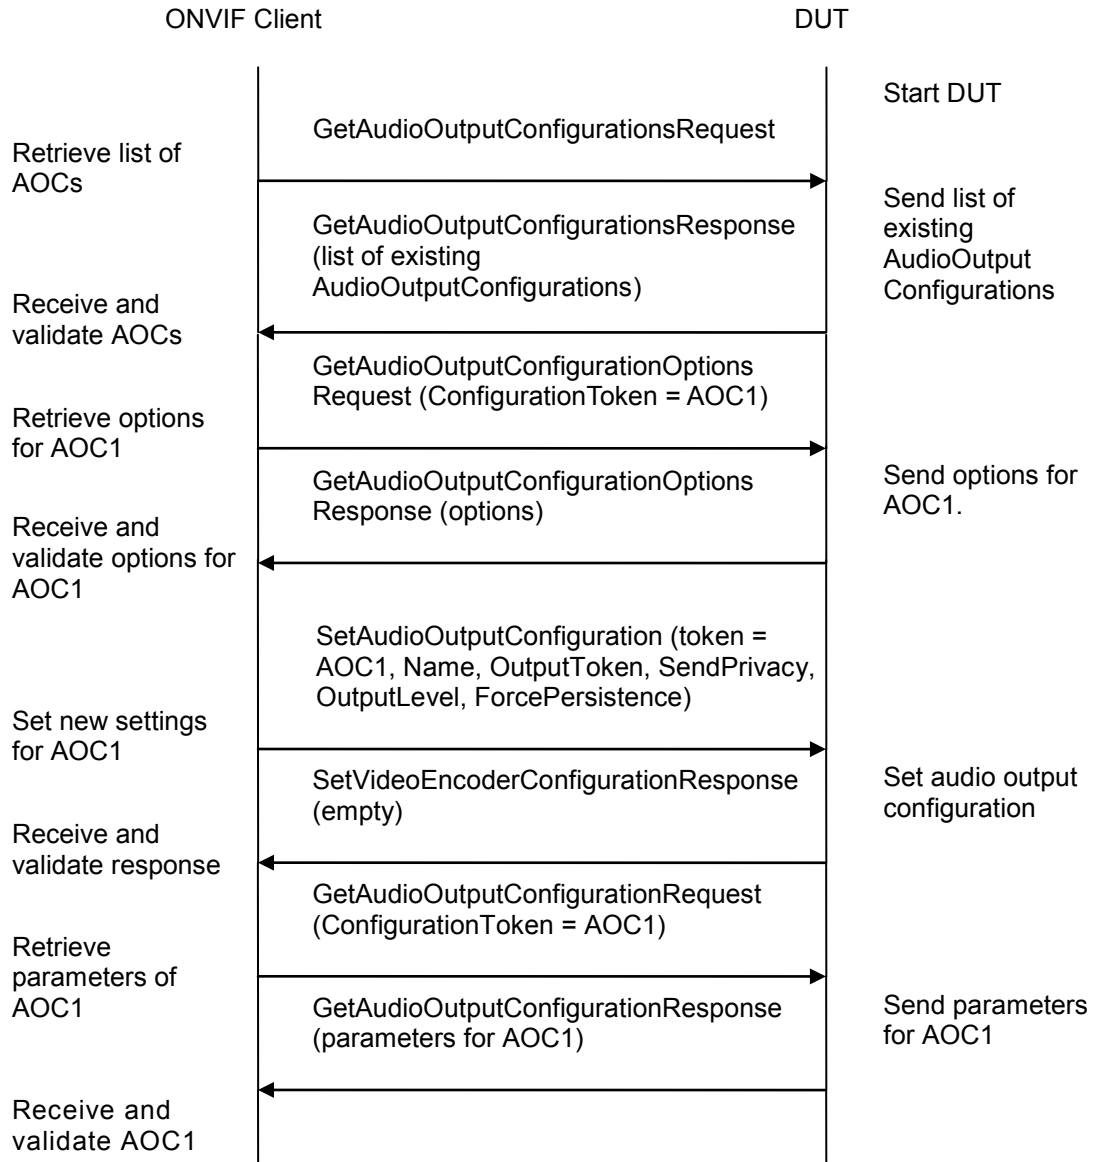 ONVIF Client
DUT
Start DUT
GetAudioOutputConfigurationsRequest
Retrieve list of
AOCs
Send list of
existing
AudioOutput
Configurations
GetAudioOutputConfigurationsResponse
(list of existing
AudioOutputConfigurations)
Receive and
validate AOCs
GetAudioOutputConfigurationOptions
Request (ConfigurationToken = AOC1)
Retrieve options
for AOC1
GetAudioOutputConfigurationOptions
Response (options)
Send options for
AOC1.
Receive and
validate options for
AOC1
SetAudioOutputConfiguration (token =
AOC1, Name, OutputToken, SendPrivacy,
OutputLevel, ForcePersistence)
Set new settings
for AOC1
SetVideoEncoderConfigurationResponse
(empty)
Set audio output
configuration
Receive and
validate response
GetAudioOutputConfigurationRequest
(ConfigurationToken = AOC1)
Retrieve
parameters of
AOC1
GetAudioOutputConfigurationResponse
(parameters for AOC1)
Send parameters
for AOC1
Receive and
validate AOC1